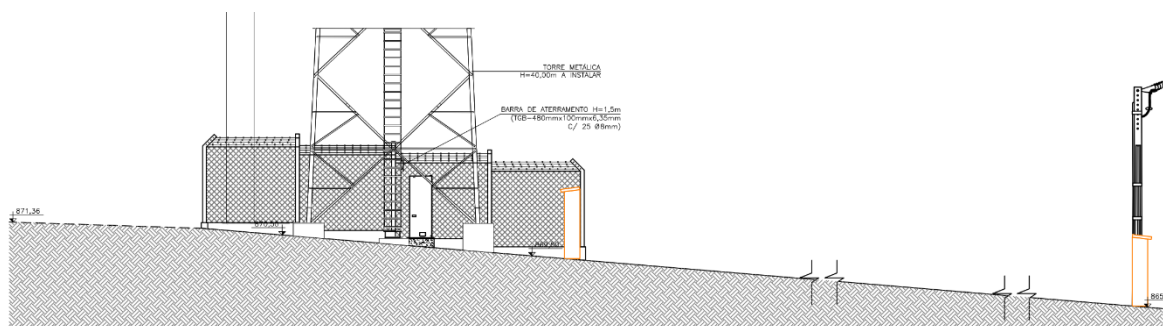 TORRE METÁLICA
H=40,00m A INSTALAR
BARRA DE ATERRAMENTO H=1,5m
(TGB-480mmx100mmx6,35mm
C/ 25 Ø8mm)
871,36
865